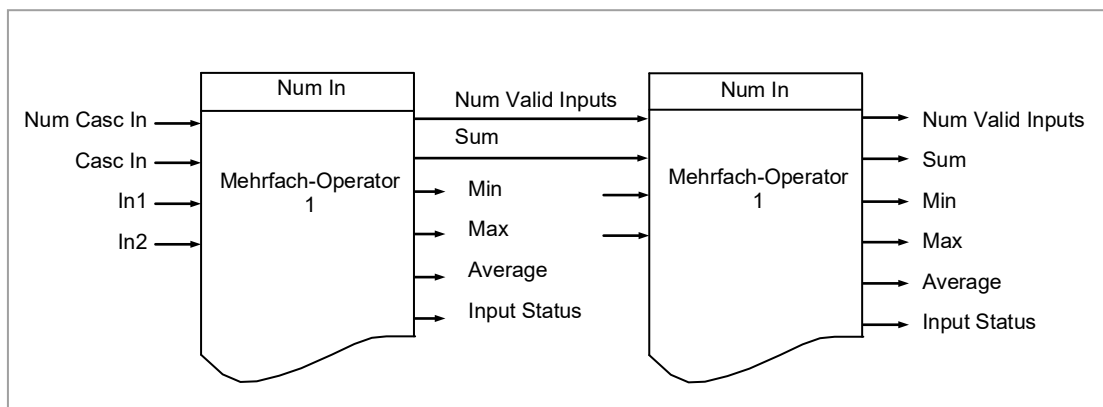 Num In
Num Casc In
Casc In
In1
In2
Mehrfach-Operator
1
Num Valid Inputs
Sum
Min
Max
Average
Input Status
Num In
Mehrfach-Operator
1
Num Valid Inputs
Sum
Min
Max
Average
Input Status